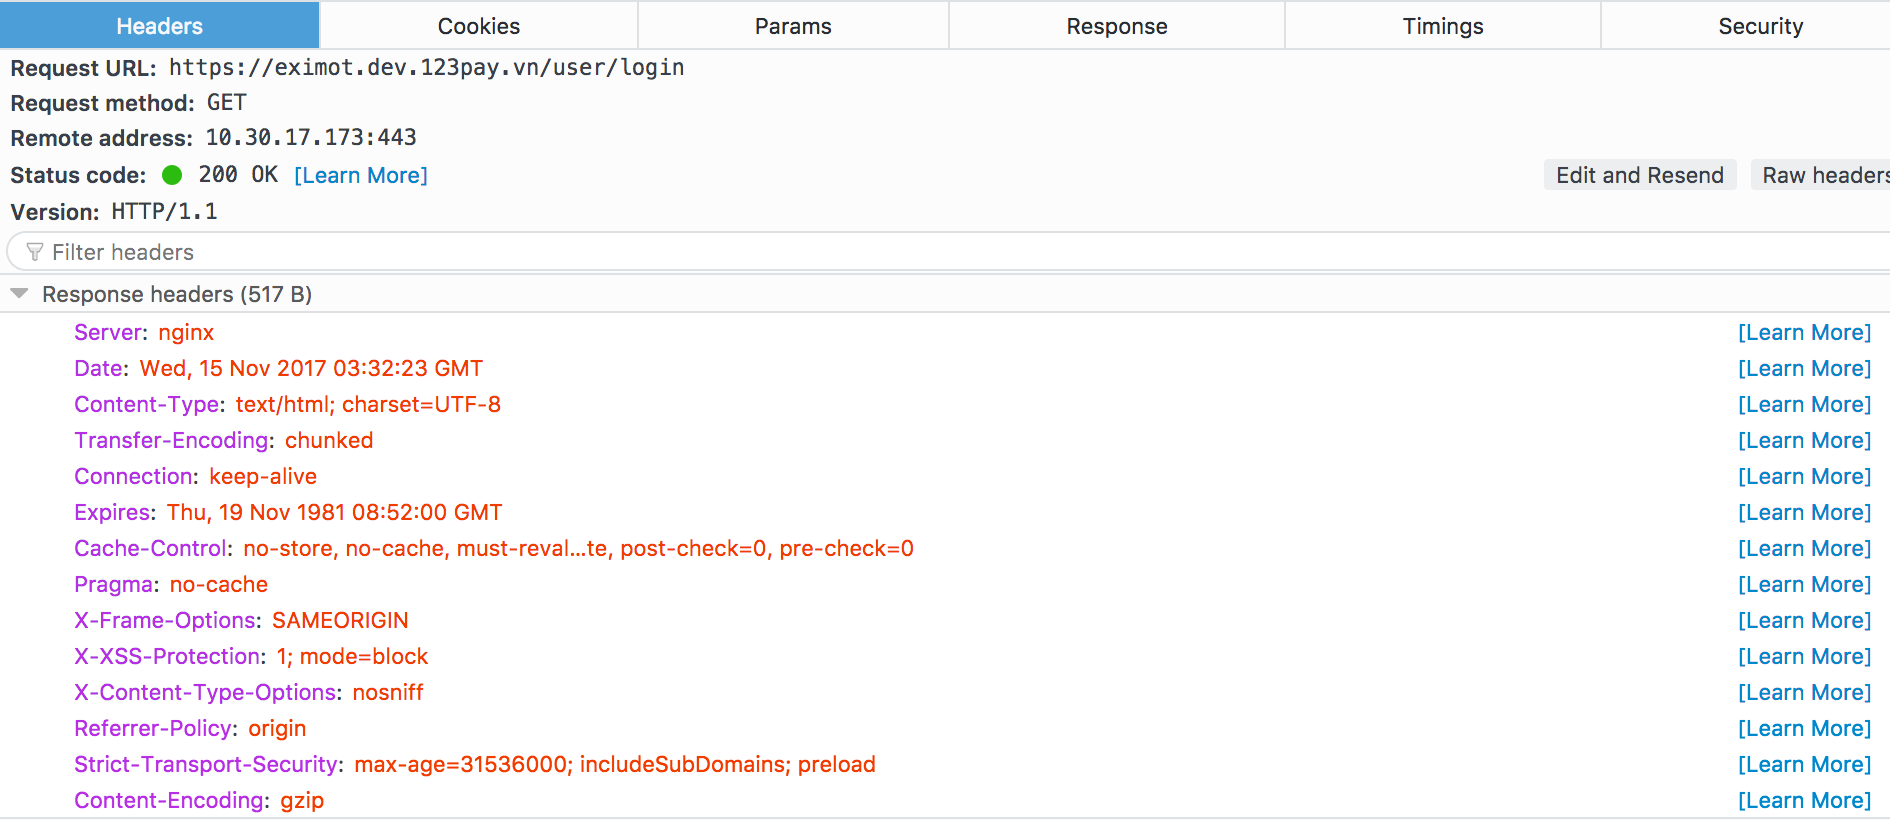 Headers Cookies Params Response Timings Security
Request URL: https://eximot.dev.123pay.vn/user/login
Request method: GET
Remote address: 10.30.17.173:443
Status code: 200 OK [Learn More] Edit and Resend Raw headers
Version: HTTP/1.1
Filter headers
Response headers (517 B)
Server: nginx [Learn More]
Date: Wed, 15 Nov 2017 03:32:23 GMT [Learn More]
Content-Type: text/html; charset=UTF-8 [Learn More]
Transfer-Encoding: chunked [Learn More]
Connection: keep-alive [Learn More]
Expires: Thu, 19 Nov 1981 08:52:00 GMT [Learn More]
Cache-Control: no-store, no-cache, must-reval...te, post-check=0, pre-check=0 [Learn More]
Pragma: no-cache [Learn More]
X-Frame-Options: SAMEORIGIN [Learn More]
X-XSS-Protection: 1; mode=block [Learn More]
X-Content-Type-Options: nosniff [Learn More]
Referrer-Policy: origin [Learn More]
Strict-Transport-Security: max-age=31536000; includeSubDomains; preload [Learn More]
Content-Encoding: gzip [Learn More]